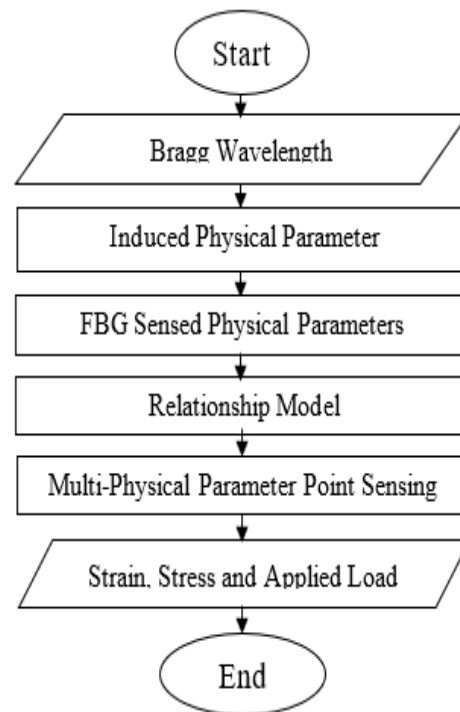 Start
Bragg Wavelength
Induced Physical Parameter
FBG Sensed Physical Parameters
Relationship Model
Multi-Physical Parameter Point Sensing
Strain, Stress and Applied Load
End